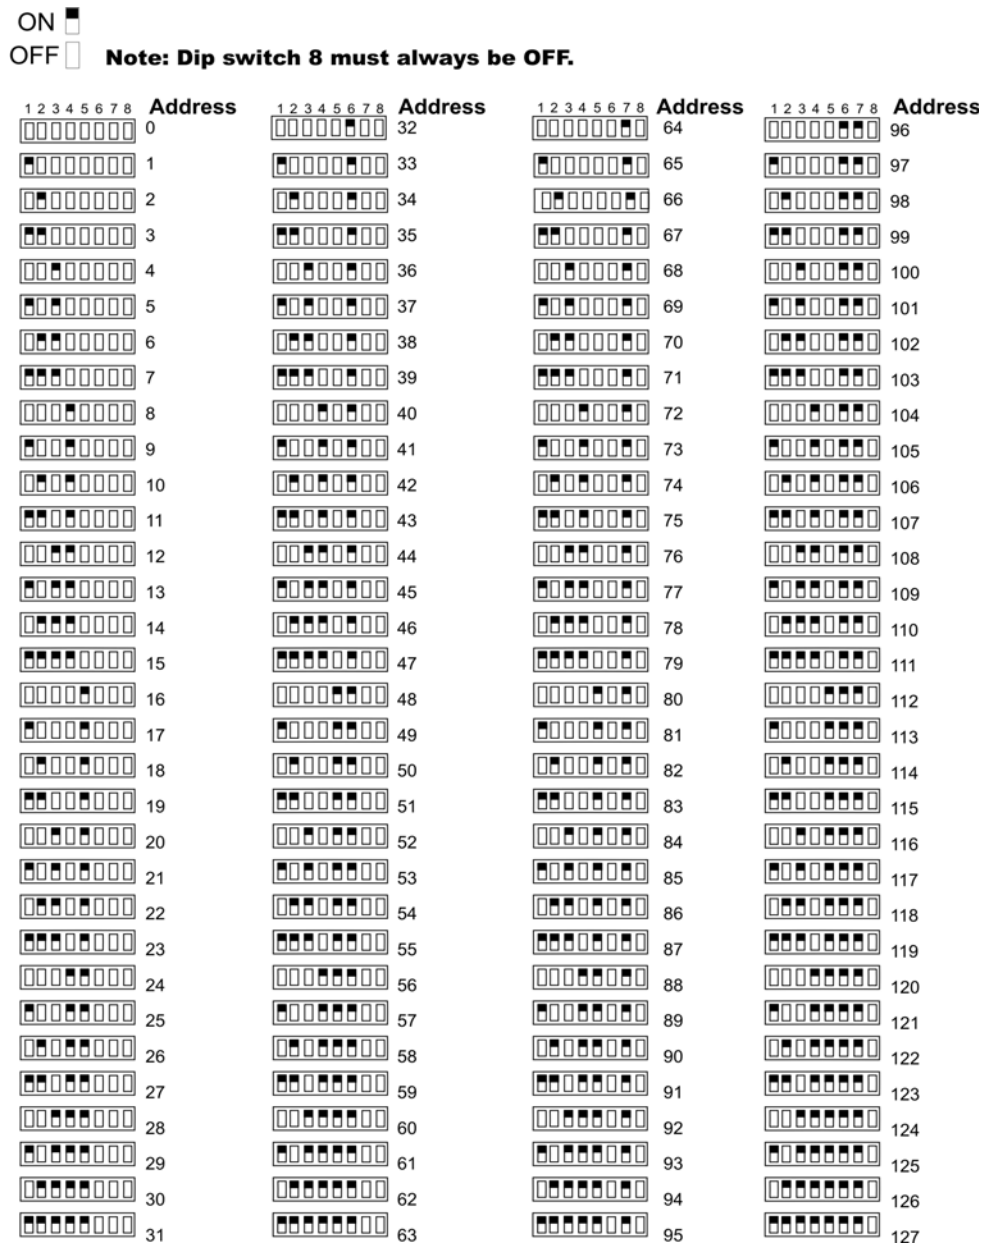 ON
OFF Note: Dip switch 8 must always be OFF.
1 2 3 4 5 6 7 8 Address 1 2 3 4 5 6 7 8 Address 1 2 3 4 5 6 7 8 Address 1 2 3 4 5 6 7 8 Address
0 32 64 96
1 33 65 97
2 34 66 98
3 35 67 99
4 36 68 100
5 37 69 101
6 38 70 102
7 39 71 103
8 40 72 104
9 41 73 105
10 42 74 106
11 43 75 107
12 44 76 108
13 45 77 109
14 46 78 110
15 47 79 111
16 48 80 112
17 49 81 113
18 50 82 114
19 51 83 115
20 52 84 116
21 53 85 117
22 54 86 118
23 55 87 119
24 56 88 120
25 57 89 121
26 58 90 122
27 59 91 123
28 60 92 124
29 61 93 125
30 62 94 126
31 63 95 127